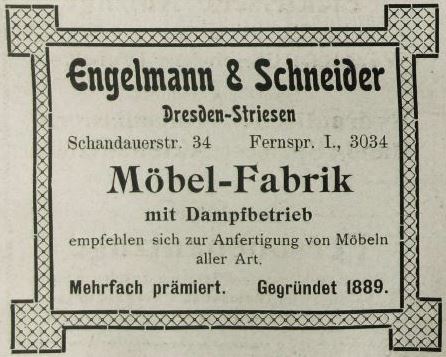 Engelmann & Schneider
Dresden-Striesen
Schandauerstr. 34 Fernspr. I., 3034
Möbel-Fabrik
mit Dampfbetrieb
empfehlen sich zur Anfertigung von Möbeln
aller Art.
Mehrfach prämiert. Gegründet 1889.